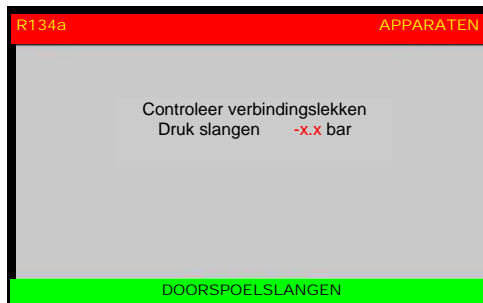 R134a APPARATEN
Controleer verbindingslekken
Druk slangen -x.x bar
DOORSPOELSLANGEN